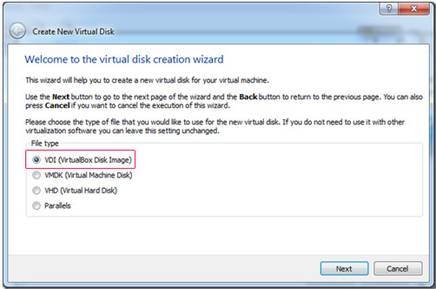 Create New Virtual Disk
Welcome to the virtual disk creation wizard
This wizard will help you to create a new virtual disk for your virtual machine.
Use the Next button to go to the next page of the wizard and the Back button to return to the previous page. You can also
press Cancel if you want to cancel the execution of this wizard.
Please choose the type of file that you would like to use for the new virtual disk. If you do not need to use it with other
virtualization software you can leave this setting unchanged.
File type
VDI (VirtualBox Disk Image)
VMDK (Virtual Machine Disk)
VHD (Virtual Hard Disk)
Parallels
Next
Cancel